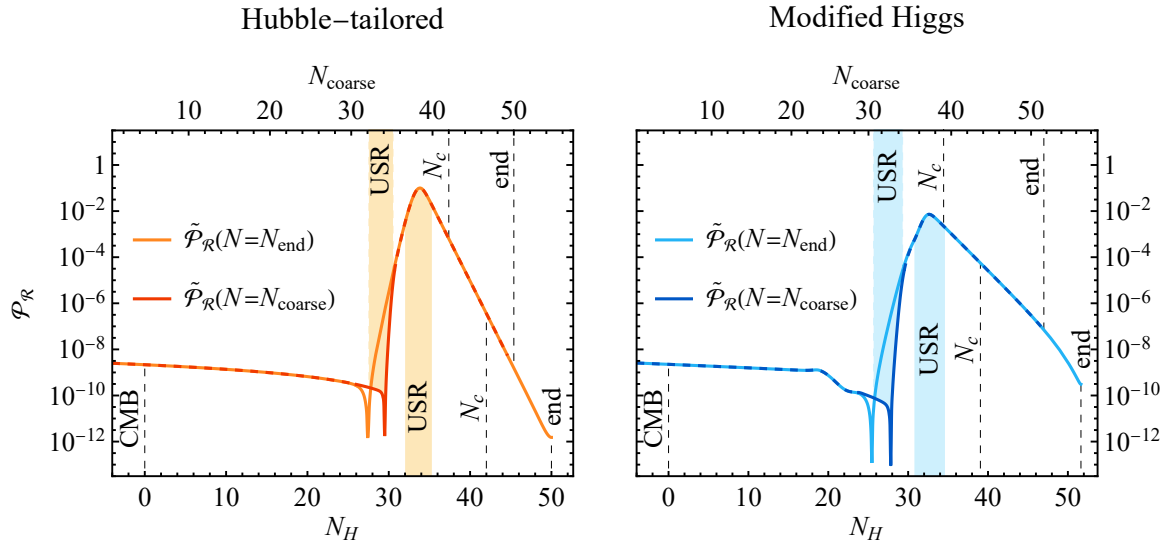 Hubble−tailored
N_coarse
10 20 30 40 50
1
10^−2
10^−4
10^−6
10^−8
10^−10
10^−12
𝒫_ℛ
USR
N_c
end
𝒫̃_ℛ(N=N_end)
𝒫̃_ℛ(N=N_coarse)
USR
N_c
end
CMB
0 10 20 30 40 50
N_H
Modified Higgs
N_coarse
10 20 30 40 50
1
10^−2
10^−4
10^−6
10^−8
10^−10
10^−12
USR
N_c
end
𝒫̃_ℛ(N=N_end)
𝒫̃_ℛ(N=N_coarse)
USR
N_c
end
CMB
0 10 20 30 40 50
N_H